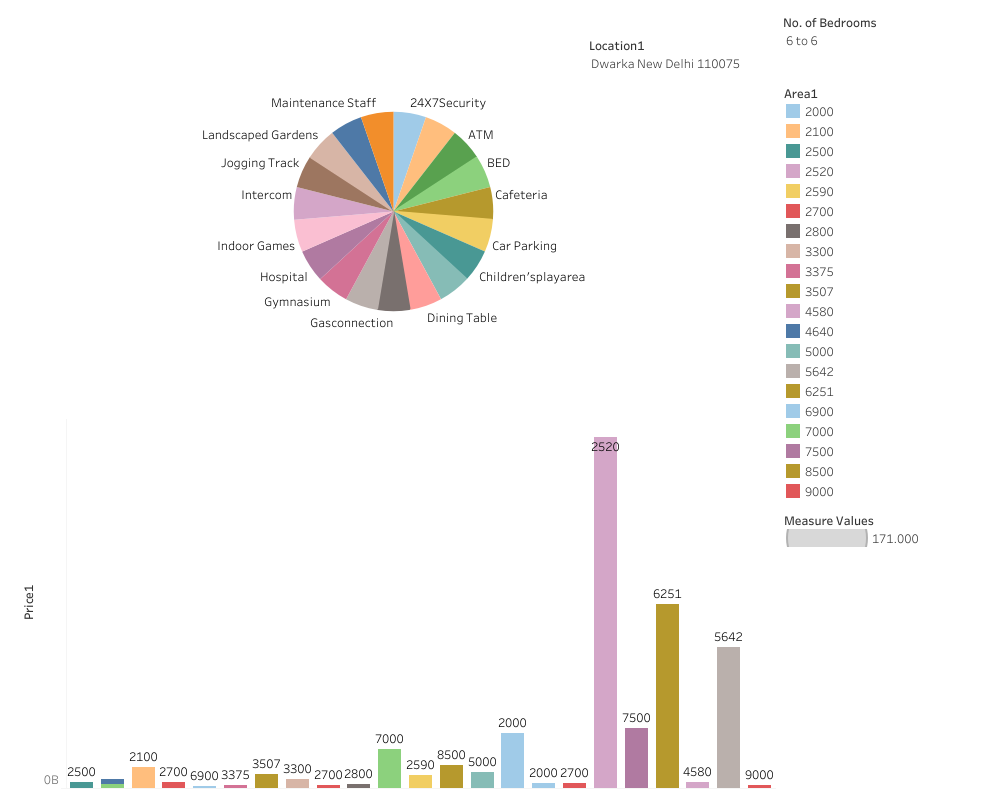 No. of Bedrooms
6 to 6
Location1
Dwarka New Delhi 110075
Area1
2000
2100
2500
2520
2590
2700
2800
3300
3375
3507
4580
4640
5000
5642
6251
6900
7000
7500
8500
9000
Measure Values
171.000
Maintenance Staff
24X7Security
Landscaped Gardens
ATM
Jogging Track
BED
Intercom
Cafeteria
Indoor Games
Car Parking
Hospital
Children'splayarea
Gymnasium
Gasconnection
Dining Table
Price1
0B
2500
2100
2700
6900
3375
3507
3300
2700
2800
7000
2590
8500
5000
2000
2000
2700
2520
7500
6251
4580
5642
9000